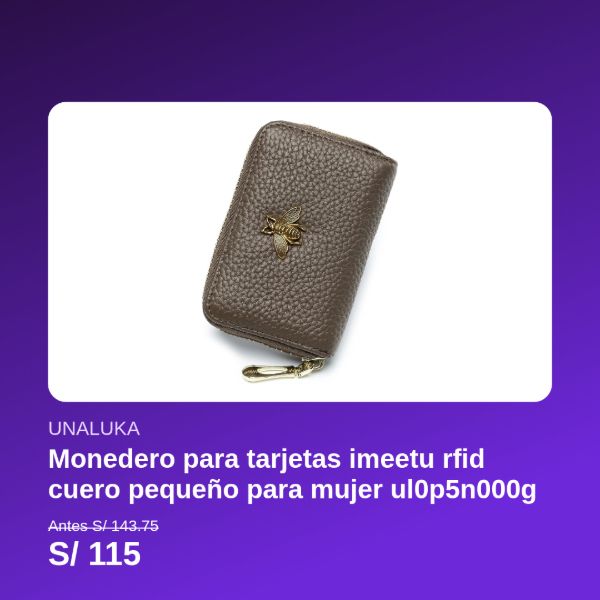 UNALUKA
Monedero para tarjetas imeetu rfid
cuero pequeño para mujer ul0p5n000g
Antes S/ 143.75
S/ 115